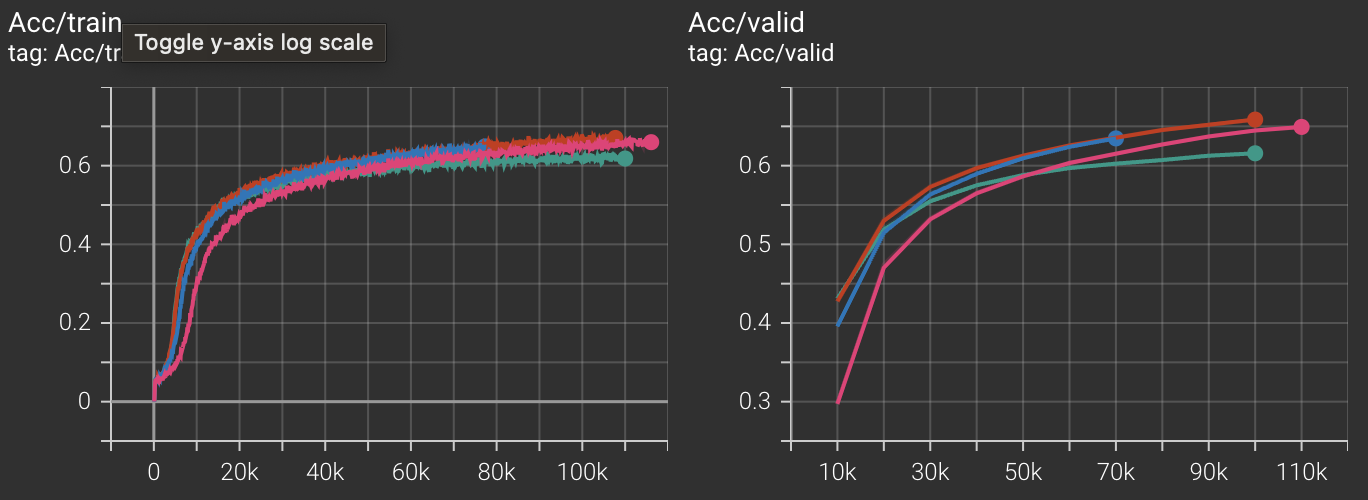 Acc/train
tag: Acc/tr
Toggle y-axis log scale
0.6
0.4
0.2
0
0 20k 40k 60k 80k 100k
Acc/valid
tag: Acc/valid
0.6
0.5
0.4
0.3
10k 30k 50k 70k 90k 110k